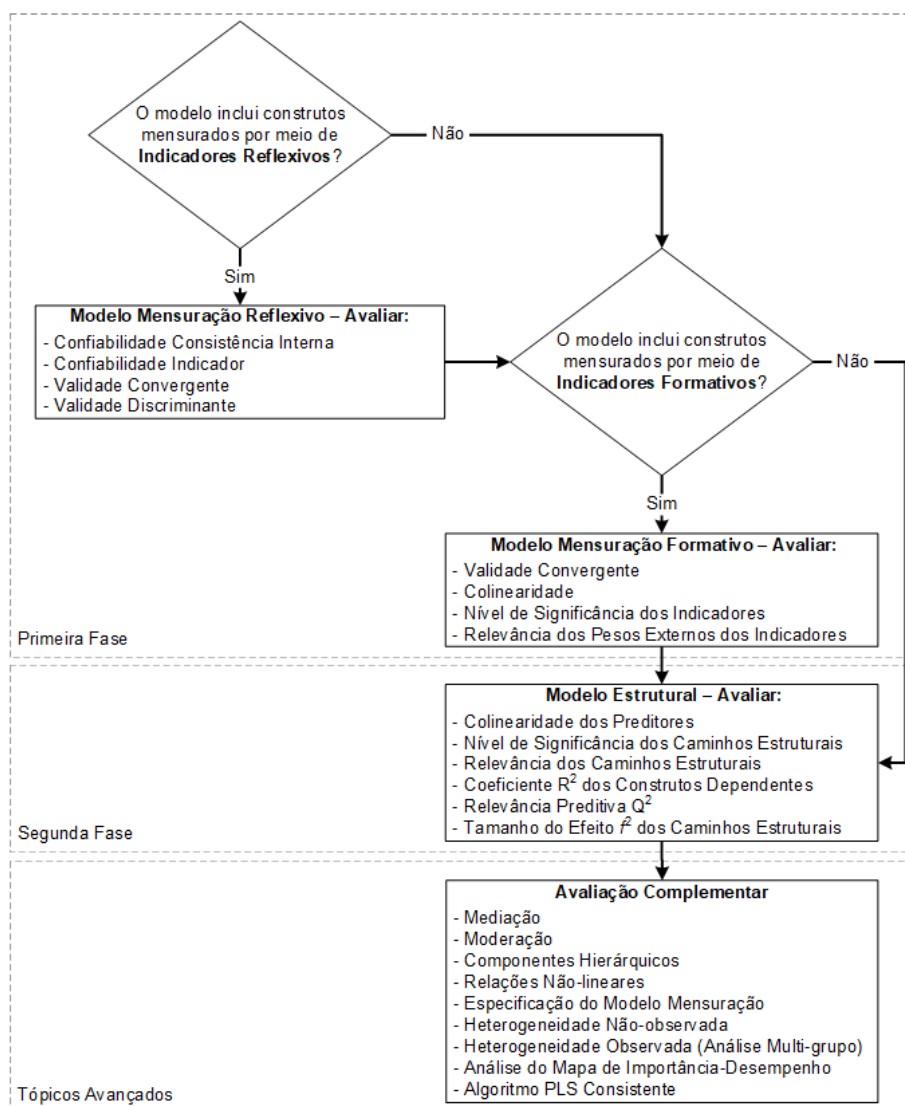 O modelo inclui construtos
mensurados por meio de
Indicadores Reflexivos?
Não
Sim
Modelo Mensuração Reflexivo – Avaliar:
- Confiabilidade Consistência Interna
- Confiabilidade Indicador
- Validade Convergente
- Validade Discriminante
O modelo inclui construtos
mensurados por meio de
Indicadores Formativos?
Não
Sim
Modelo Mensuração Formativo – Avaliar:
- Validade Convergente
- Colinearidade
- Nível de Significância dos Indicadores
- Relevância dos Pesos Externos dos Indicadores
Primeira Fase
Modelo Estrutural – Avaliar:
- Colinearidade dos Preditores
- Nível de Significância dos Caminhos Estruturais
- Relevância dos Caminhos Estruturais
- Coeficiente R² dos Construtos Dependentes
- Relevância Preditiva Q²
- Tamanho do Efeito f² dos Caminhos Estruturais
Segunda Fase
Avaliação Complementar
- Mediação
- Moderação
- Componentes Hierárquicos
- Relações Não-lineares
- Especificação do Modelo Mensuração
- Heterogeneidade Não-observada
- Heterogeneidade Observada (Análise Multi-grupo)
- Análise do Mapa de Importância-Desempenho
- Algoritmo PLS Consistente
Tópicos Avançados